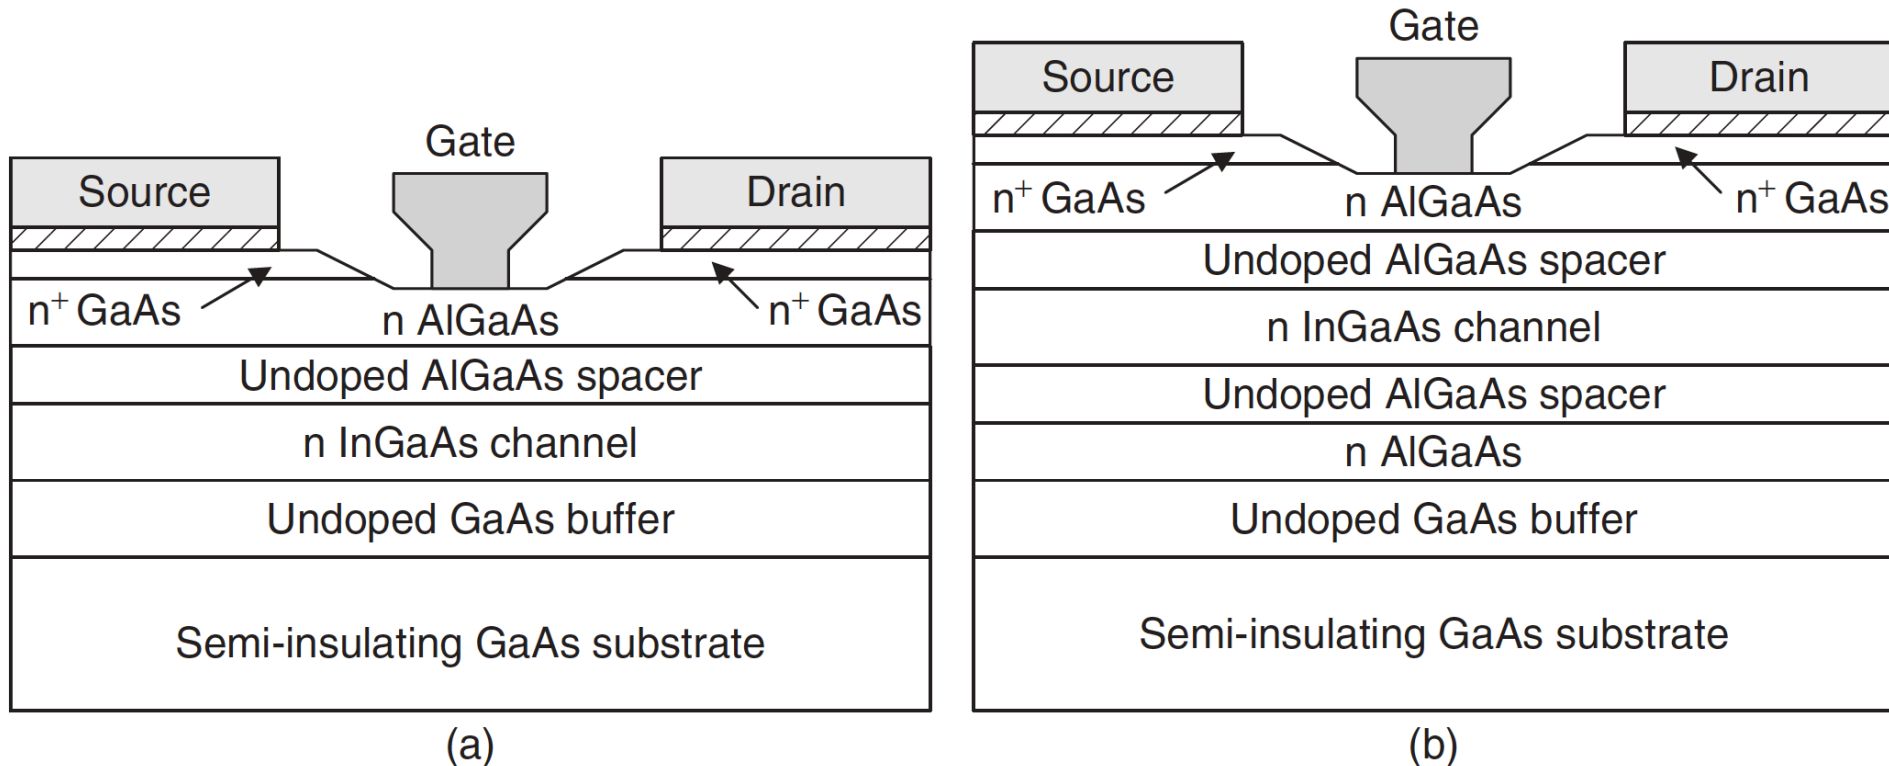 Gate
Source
Drain
n+ GaAs
n AlGaAs
n+ GaAs
Undoped AlGaAs spacer
n InGaAs channel
Undoped GaAs buffer
Semi-insulating GaAs substrate
(a)
Gate
Source
Drain
n+ GaAs
n AlGaAs
n+ GaAs
Undoped AlGaAs spacer
n InGaAs channel
Undoped AlGaAs spacer
n AlGaAs
Undoped GaAs buffer
Semi-insulating GaAs substrate
(b)